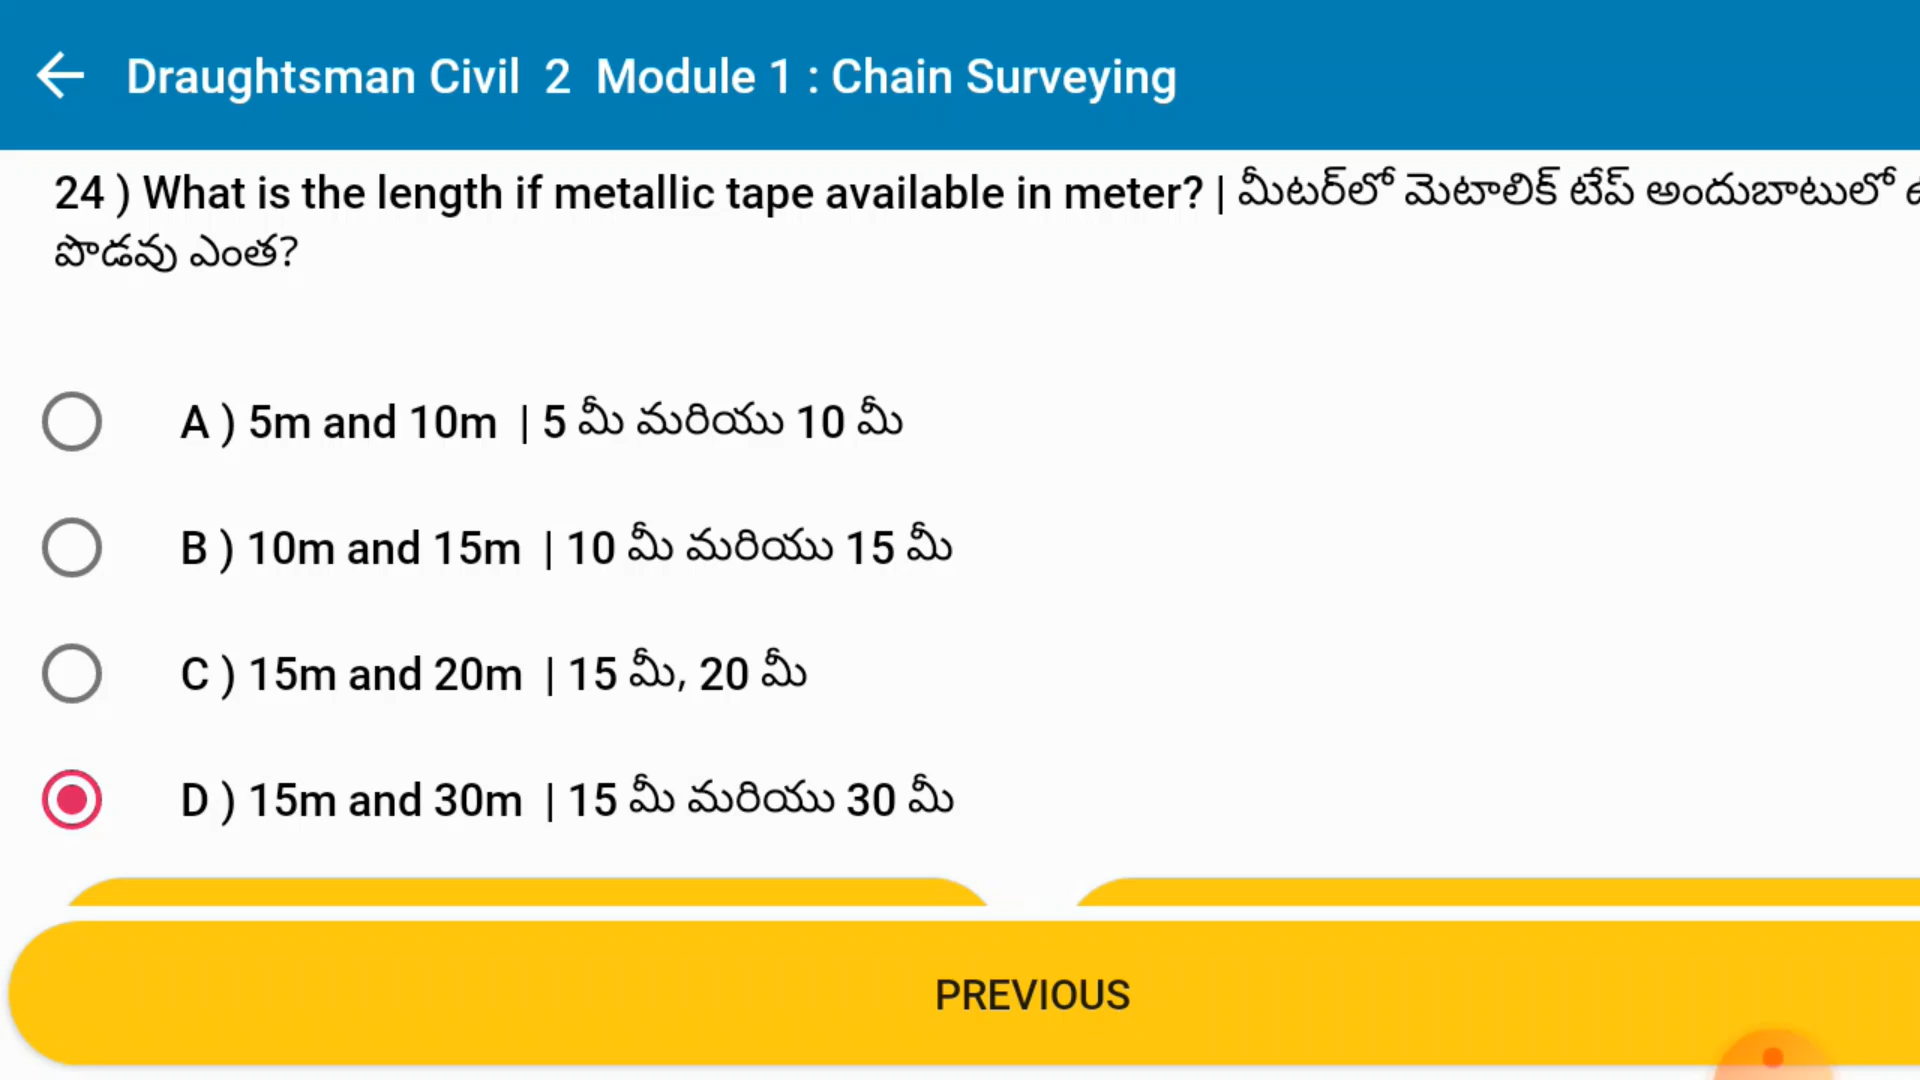 Draughtsman Civil 2 Module 1 : Chain Surveying
24 ) What is the length if metallic tape available in meter? | మీటర్‌లో మెటాలిక్ టేప్ అందుబాటులో
పొడవు ఎంత?
A ) 5m and 10m | 5 మీ మరియు 10 మీ
B ) 10m and 15m | 10 మీ మరియు 15 మీ
C ) 15m and 20m | 15 మీ, 20 మీ
D ) 15m and 30m | 15 మీ మరియు 30 మీ
PREVIOUS